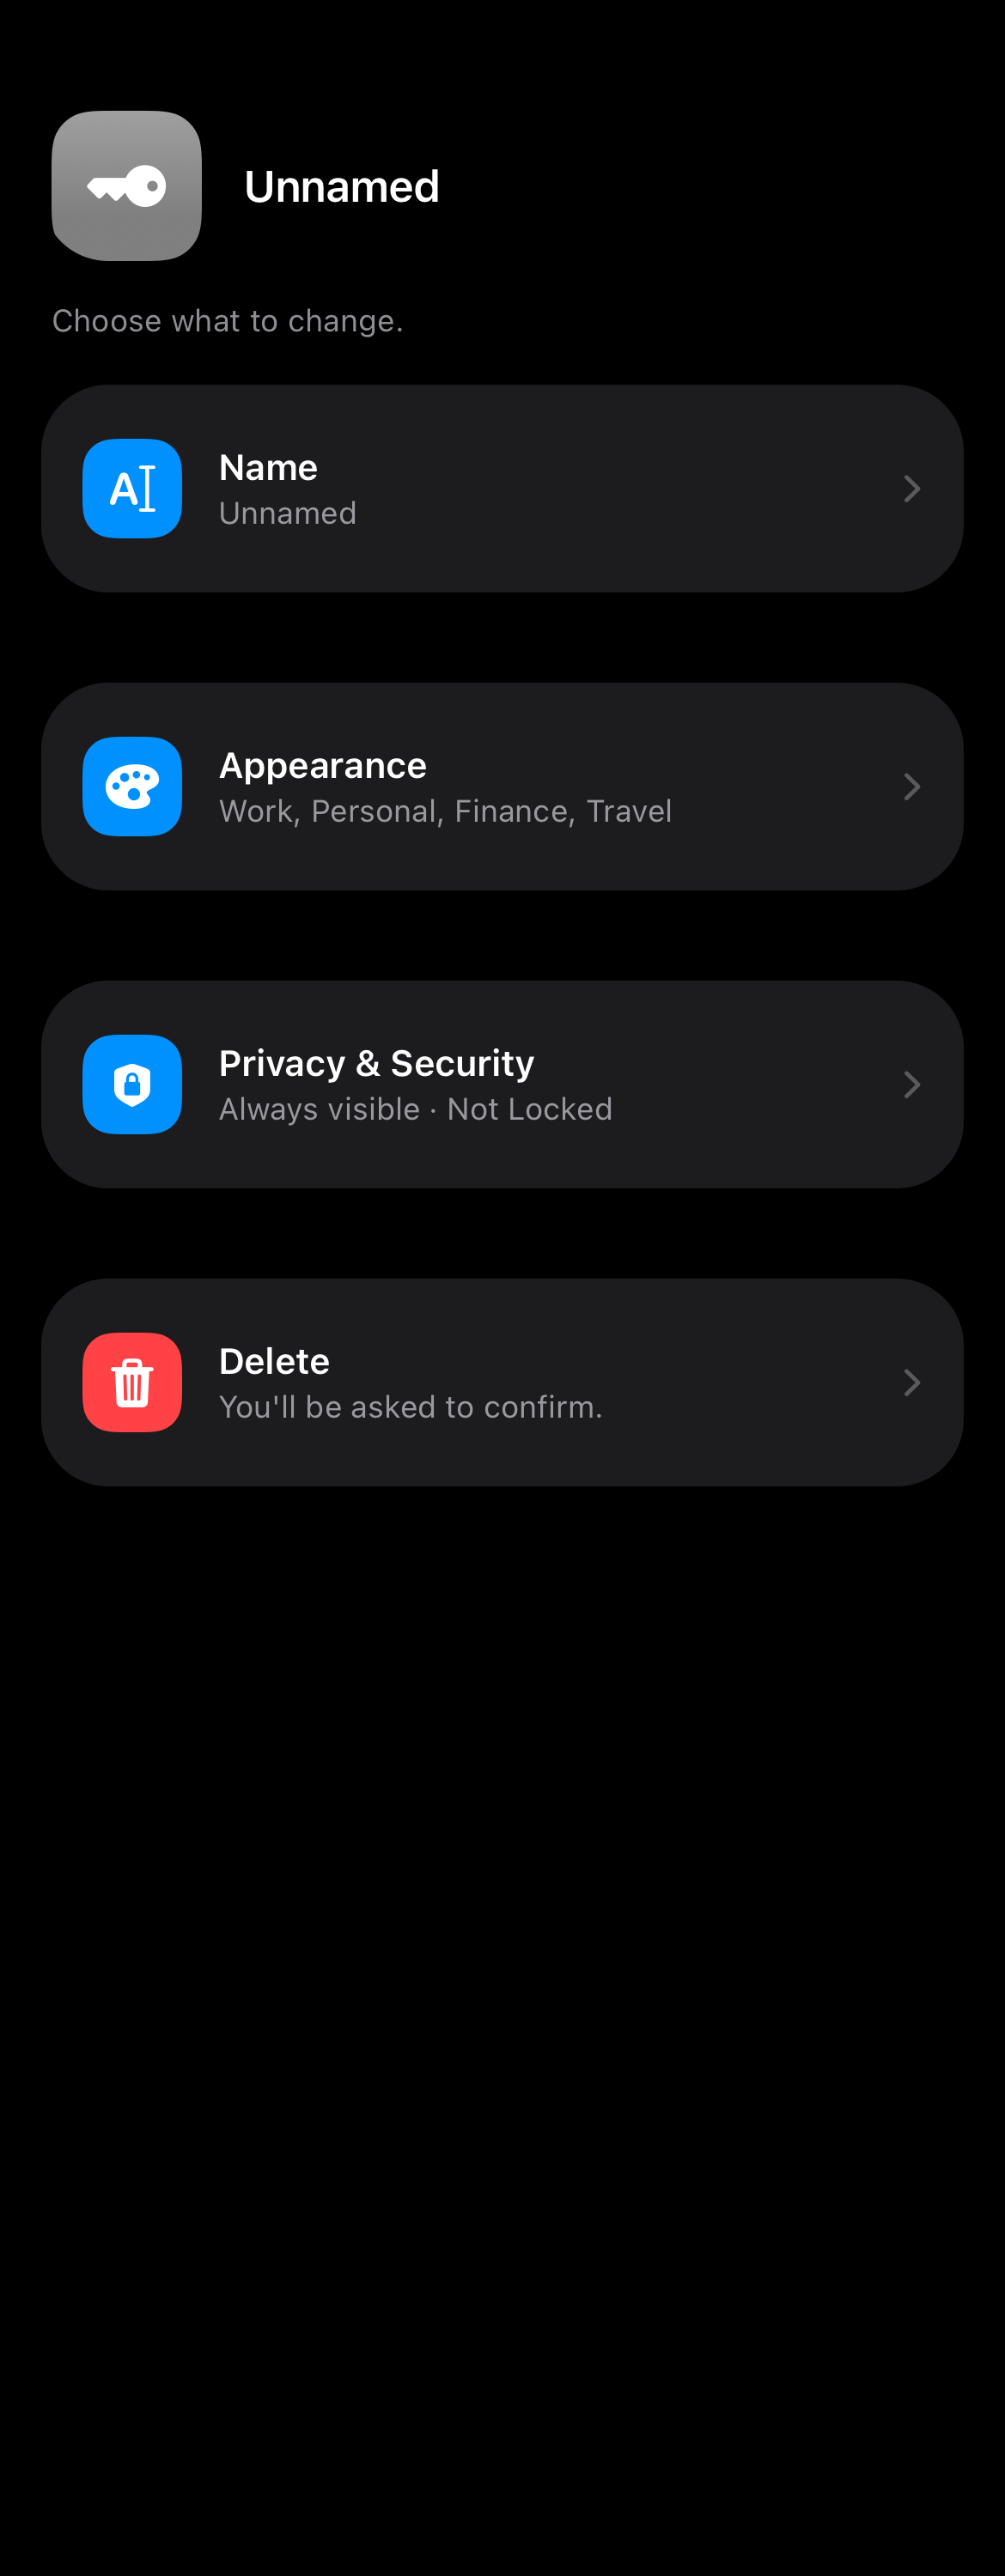 Unnamed
Choose what to change.
Name
Unnamed
Appearance
Work, Personal, Finance, Travel
Privacy & Security
Always visible · Not Locked
Delete
You'll be asked to confirm.